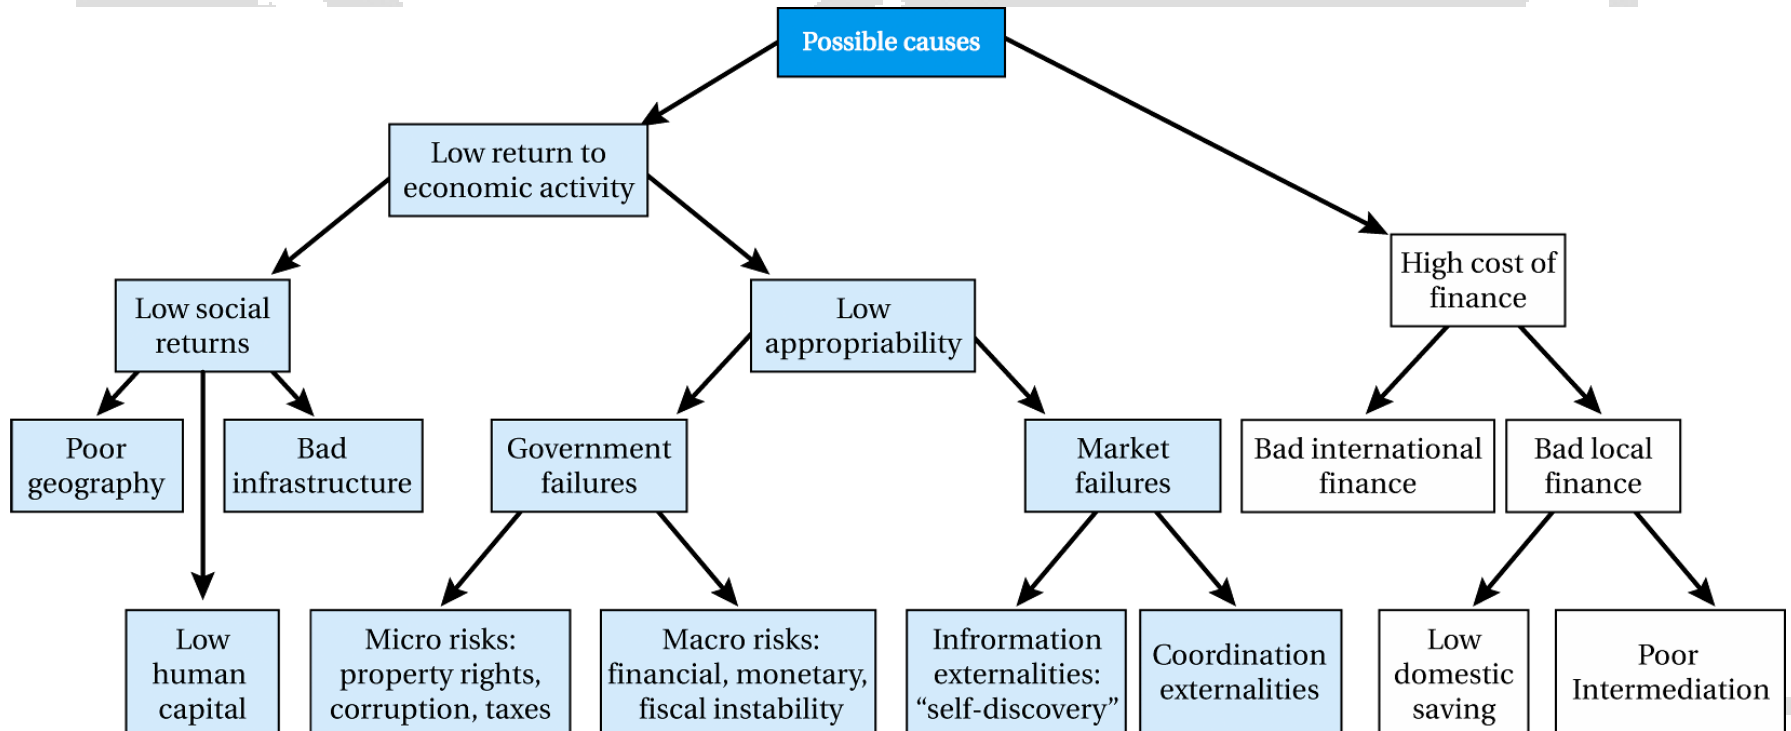 Possible causes
Low return to
economic activity
High cost of
finance
Low social
returns
Low
appropriability
Poor
geography
Bad
infrastructure
Government
failures
Market
failures
Bad international
finance
Bad local
finance
Low
human
capital
Micro risks:
property rights,
corruption, taxes
Macro risks:
financial, monetary,
fiscal instability
Infrormation
externalities:
“self-discovery”
Coordination
externalities
Low
domestic
saving
Poor
Intermediation